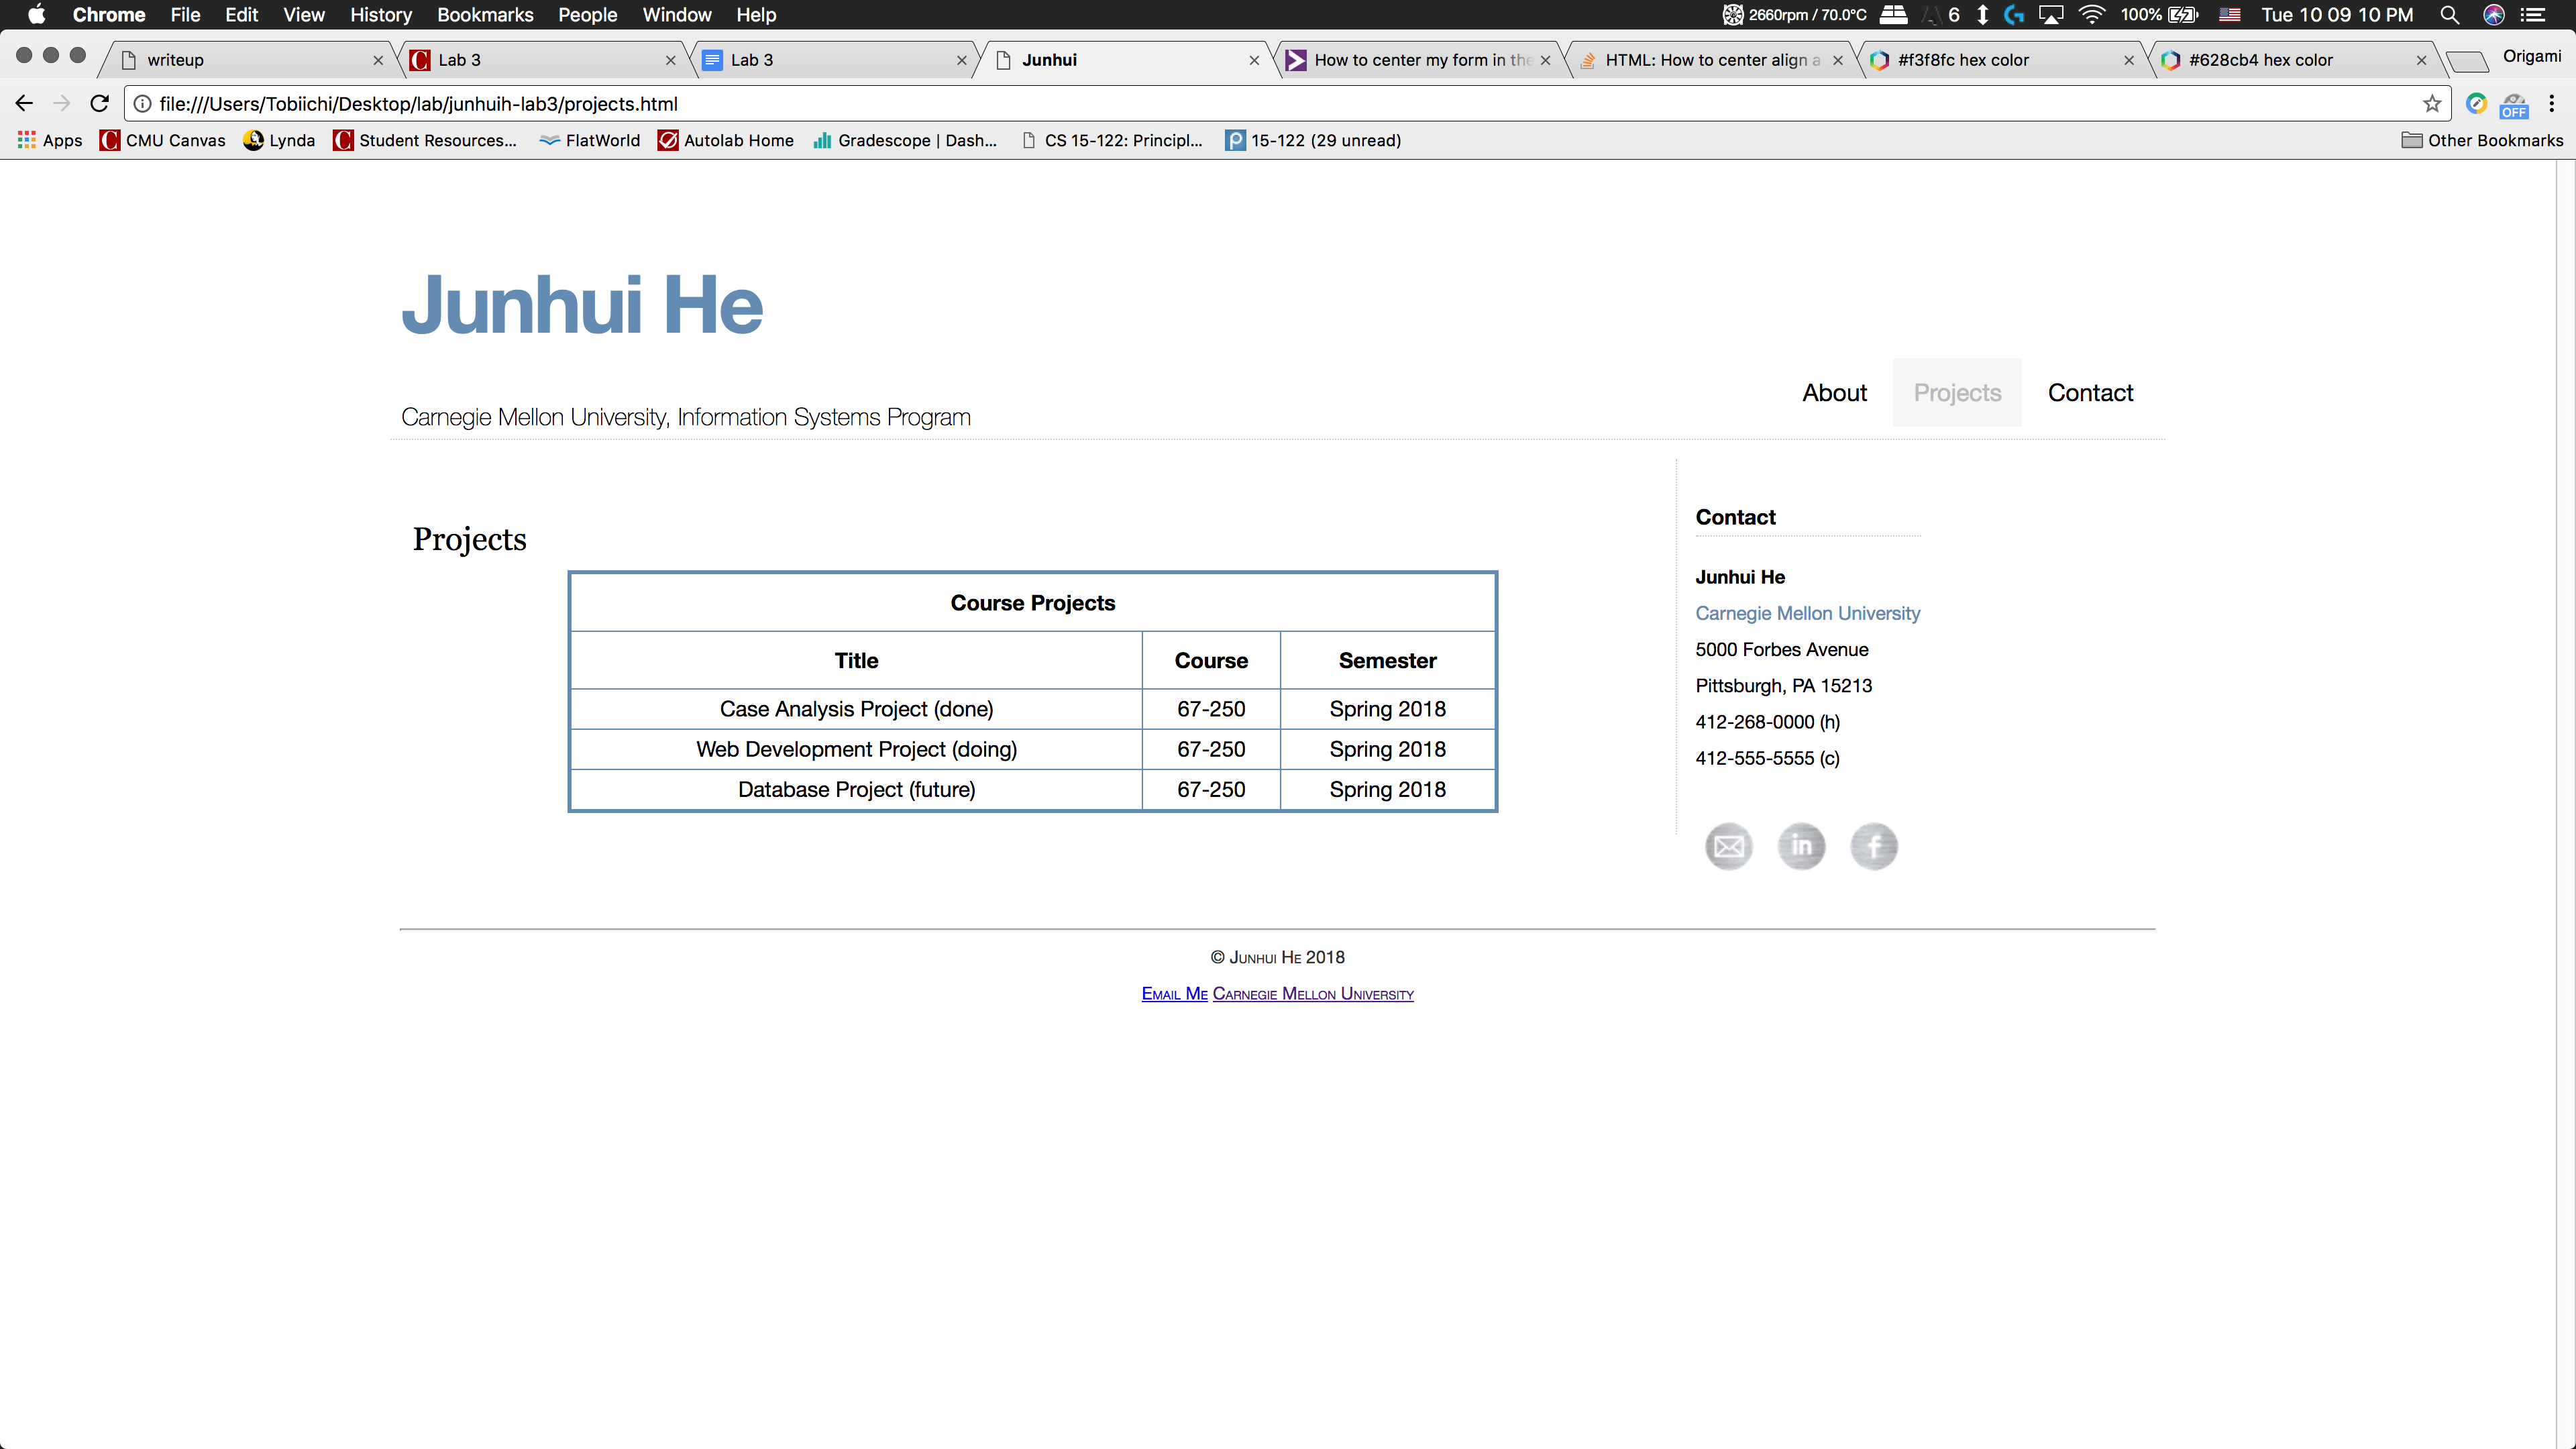 Chrome File Edit View History Bookmarks People Window Help 2660rpm / 70.0°C 6 100% Tue 10 09 10 PM
writeup Lab 3 Lab 3 Junhui How to center my form in the HTML: How to center align a #f3f8fc hex color #628cb4 hex color Origami
file:///Users/Tobiichi/Desktop/lab/junhuih-lab3/projects.html OFF
Apps CMU Canvas Lynda Student Resources... FlatWorld Autolab Home Gradescope | Dash... CS 15-122: Principl... 15-122 (29 unread) Other Bookmarks
Junhui He
About Projects Contact
Carnegie Mellon University, Information Systems Program
Projects
Course Projects
Title Course Semester
Case Analysis Project (done) 67-250 Spring 2018
Web Development Project (doing) 67-250 Spring 2018
Database Project (future) 67-250 Spring 2018
Contact
Junhui He
Carnegie Mellon University
5000 Forbes Avenue
Pittsburgh, PA 15213
412-268-0000 (h)
412-555-5555 (c)
in f
© Junhui He 2018
Email Me Carnegie Mellon University